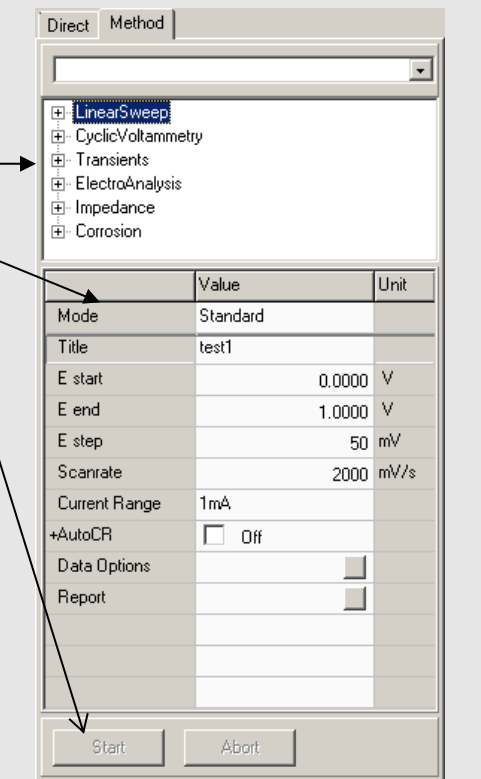 Direct Method
LinearSweep
CyclicVoltammetry
Transients
ElectroAnalysis
Impedance
Corrosion
Value Unit
Mode Standard
Title test1
E start 0.0000 V
E end 1.0000 V
E step 50 mV
Scanrate 2000 mV/s
Current Range 1mA
+AutoCR Off
Data Options
Report
Start Abort